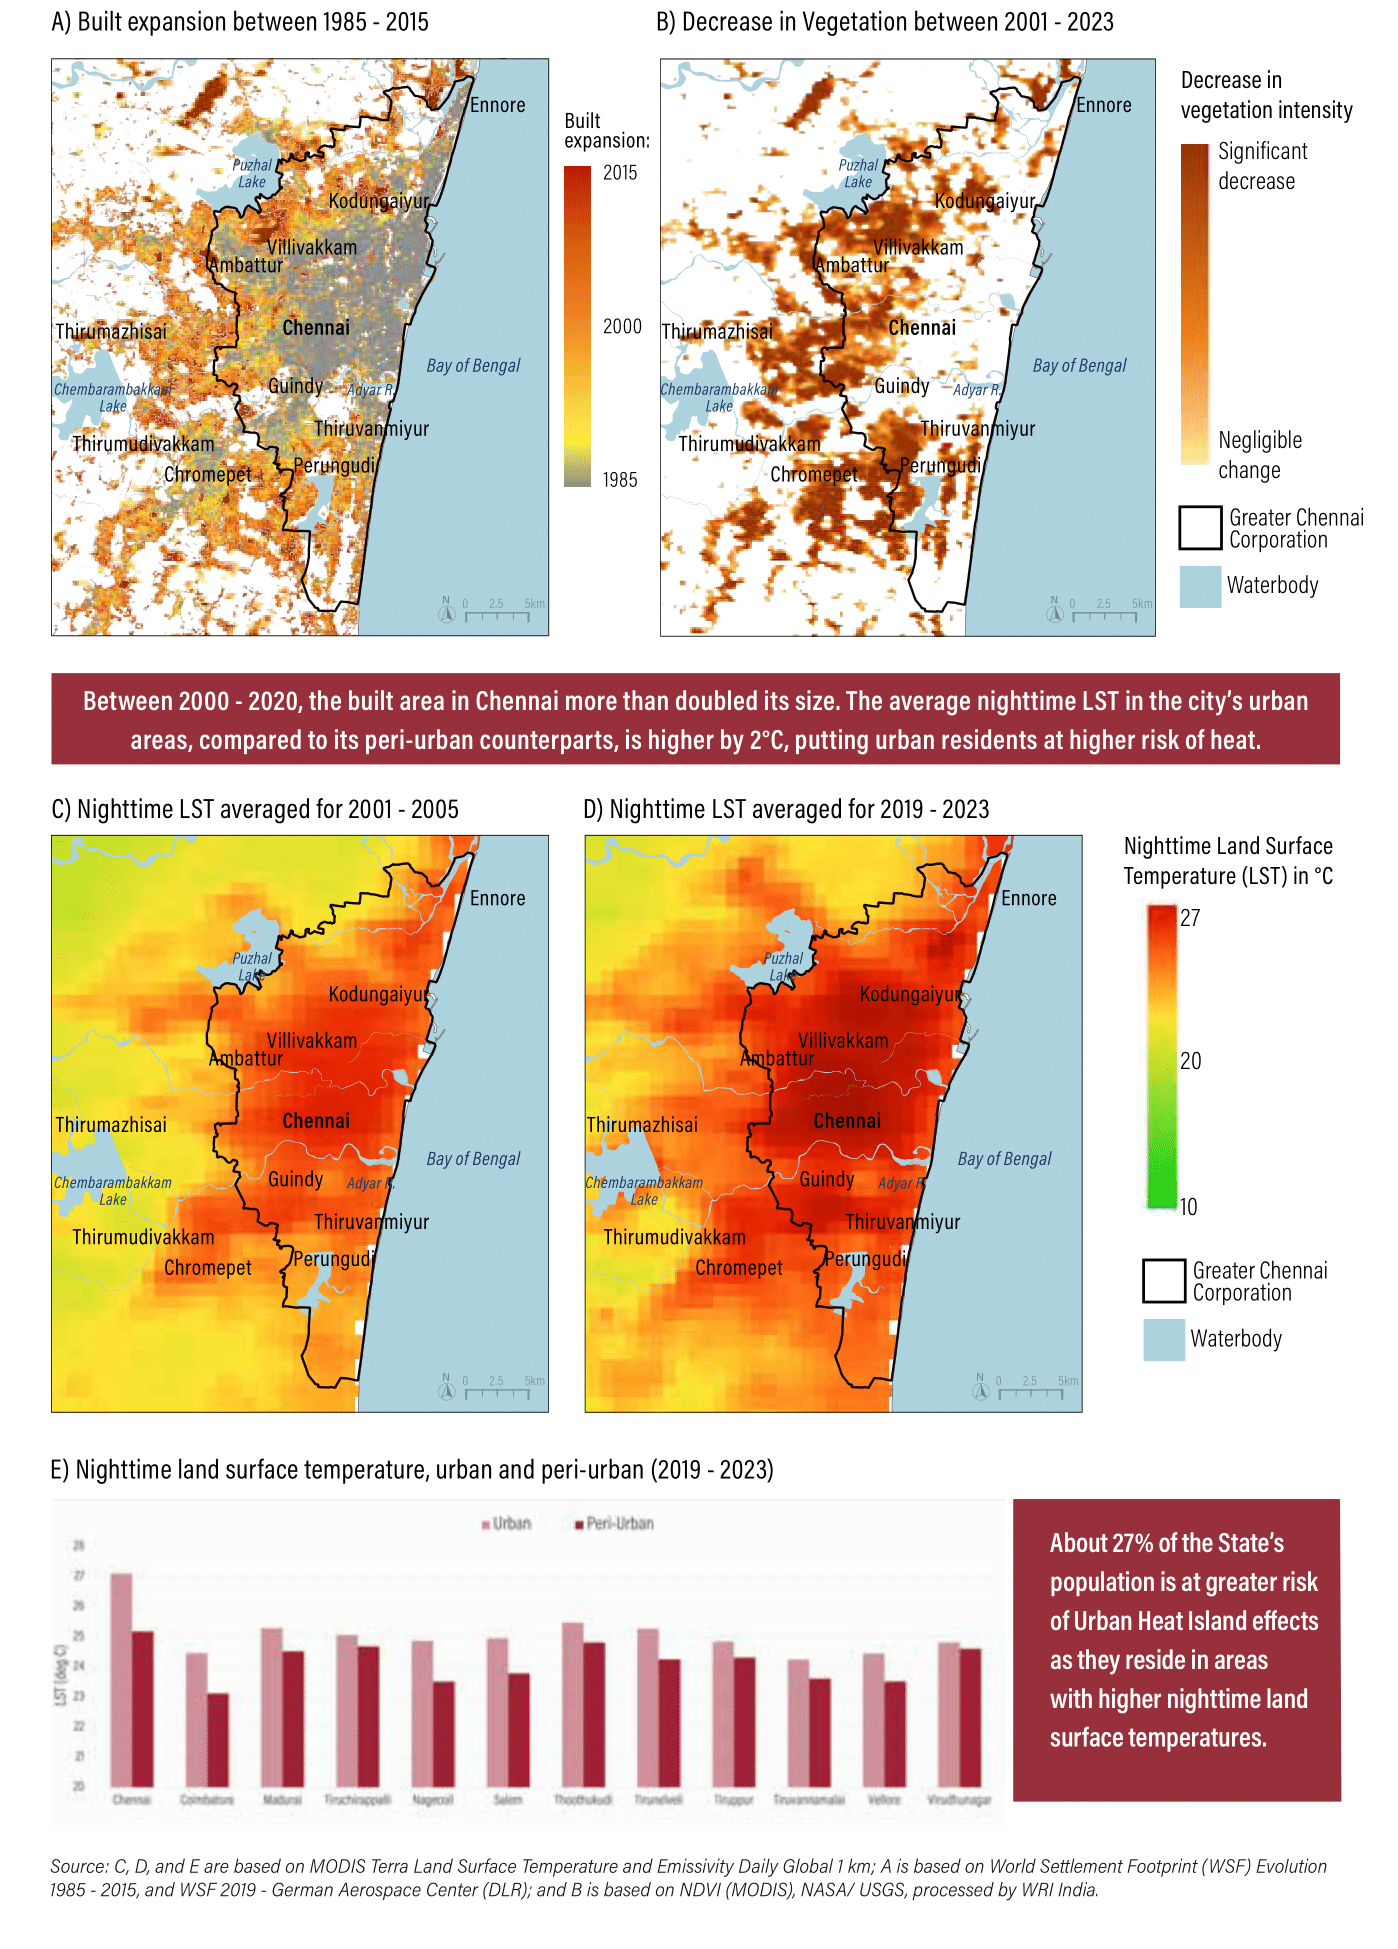 A) Built expansion between 1985 - 2015
Ennore
Puzhal
Lake
Kodungaiyur
Villivakkam
Ambattur
Thirumazhisai
Chennai
Bay of Bengal
Guindy
Adyar R.
Chembarambakkam
Lake
Thiruvanmiyur
Thirumudivakkam
Perungudi
Chromepet
N
0 2.5 5km
Built
expansion:
2015
2000
1985
B) Decrease in Vegetation between 2001 - 2023
Ennore
Puzhal
Lake
Kodungaiyur
Villivakkam
Ambattur
Thirumazhisai
Chennai
Bay of Bengal
Guindy
Adyar R.
Chembarambakkam
Lake
Thiruvanmiyur
Thirumudivakkam
Perungudi
Chromepet
N
0 2.5 5km
Decrease in
vegetation intensity
Significant
decrease
Negligible
change
Greater Chennai
Corporation
Waterbody
Between 2000 - 2020, the built area in Chennai more than doubled its size. The average nighttime LST in the city's urban
areas, compared to its peri-urban counterparts, is higher by 2°C, putting urban residents at higher risk of heat.
C) Nighttime LST averaged for 2001 - 2005
Ennore
Puzhal
Lake
Kodungaiyur
Villivakkam
Ambattur
Thirumazhisai
Chennai
Bay of Bengal
Guindy
Adyar R.
Chembarambakkam
Lake
Thiruvanmiyur
Thirumudivakkam
Perungudi
Chromepet
N
0 2.5 5km
D) Nighttime LST averaged for 2019 - 2023
Ennore
Puzhal
Lake
Kodungaiyur
Villivakkam
Ambattur
Thirumazhisai
Chennai
Bay of Bengal
Guindy
Adyar R.
Chembarambakkam
Lake
Thiruvanmiyur
Thirumudivakkam
Perungudi
Chromepet
N
0 2.5 5km
Nighttime Land Surface
Temperature (LST) in °C
27
20
10
Greater Chennai
Corporation
Waterbody
E) Nighttime land surface temperature, urban and peri-urban (2019 - 2023)
Urban Peri-Urban
28
27
26
25
24
23
22
21
20
LST (deg C)
Chennai Coimbatore Madurai Tiruchirappalli Nagercoil Salem Thoothukudi Tirunelveli Tiruppur Tiruvannamalai Vellore Virudhunagar
About 27% of the State's
population is at greater risk
of Urban Heat Island effects
as they reside in areas
with higher nighttime land
surface temperatures.
Source: C, D, and E are based on MODIS Terra Land Surface Temperature and Emissivity Daily Global 1 km; A is based on World Settlement Footprint (WSF) Evolution
1985 - 2015, and WSF 2019 - German Aerospace Center (DLR); and B is based on NDVI (MODIS), NASA/ USGS, processed by WRI India.